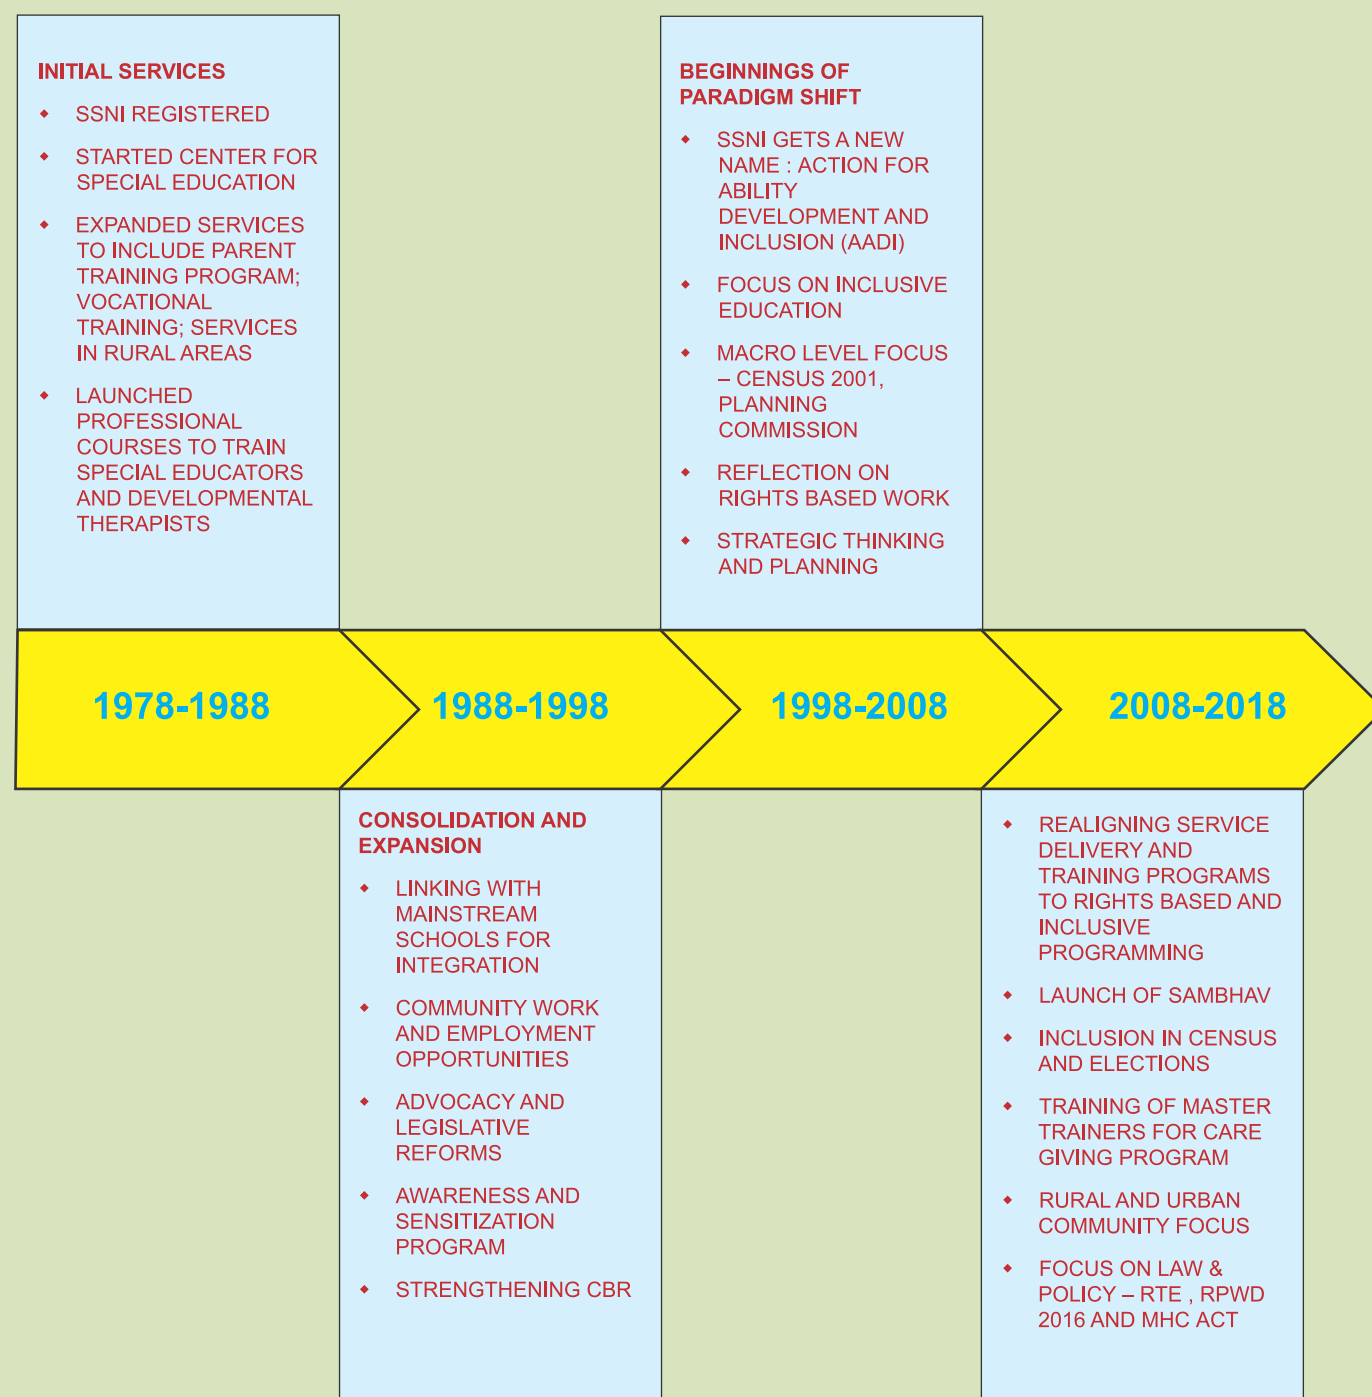 INITIAL SERVICES
SSNI REGISTERED
STARTED CENTER FOR
SPECIAL EDUCATION
EXPANDED SERVICES
TO INCLUDE PARENT
TRAINING PROGRAM;
VOCATIONAL
TRAINING; SERVICES
IN RURAL AREAS
LAUNCHED
PROFESSIONAL
COURSES TO TRAIN
SPECIAL EDUCATORS
AND DEVELOPMENTAL
THERAPISTS
BEGINNINGS OF
PARADIGM SHIFT
SSNI GETS A NEW
NAME : ACTION FOR
ABILITY
DEVELOPMENT AND
INCLUSION (AADI)
FOCUS ON INCLUSIVE
EDUCATION
MACRO LEVEL FOCUS
– CENSUS 2001,
PLANNING
COMMISSION
REFLECTION ON
RIGHTS BASED WORK
STRATEGIC THINKING
AND PLANNING
1978-1988
1988-1998
1998-2008
2008-2018
CONSOLIDATION AND
EXPANSION
LINKING WITH
MAINSTREAM
SCHOOLS FOR
INTEGRATION
COMMUNITY WORK
AND EMPLOYMENT
OPPORTUNITIES
ADVOCACY AND
LEGISLATIVE
REFORMS
AWARENESS AND
SENSITIZATION
PROGRAM
STRENGTHENING CBR
REALIGNING SERVICE
DELIVERY AND
TRAINING PROGRAMS
TO RIGHTS BASED AND
INCLUSIVE
PROGRAMMING
LAUNCH OF SAMBHAV
INCLUSION IN CENSUS
AND ELECTIONS
TRAINING OF MASTER
TRAINERS FOR CARE
GIVING PROGRAM
RURAL AND URBAN
COMMUNITY FOCUS
FOCUS ON LAW &
POLICY – RTE , RPWD
2016 AND MHC ACT